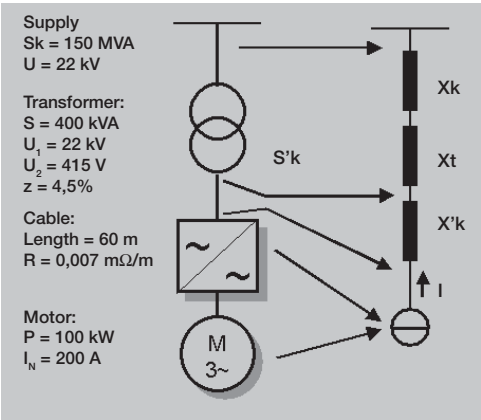 Supply
Sk = 150 MVA
U = 22 kV
Transformer:
S = 400 kVA
U₁ = 22 kV
U₂ = 415 V
z = 4,5%
Cable:
Length = 60 m
R = 0,007 mΩ/m
Motor:
P = 100 kW
I_N = 200 A
S'k
M
3~
Xk
Xt
X'k
I